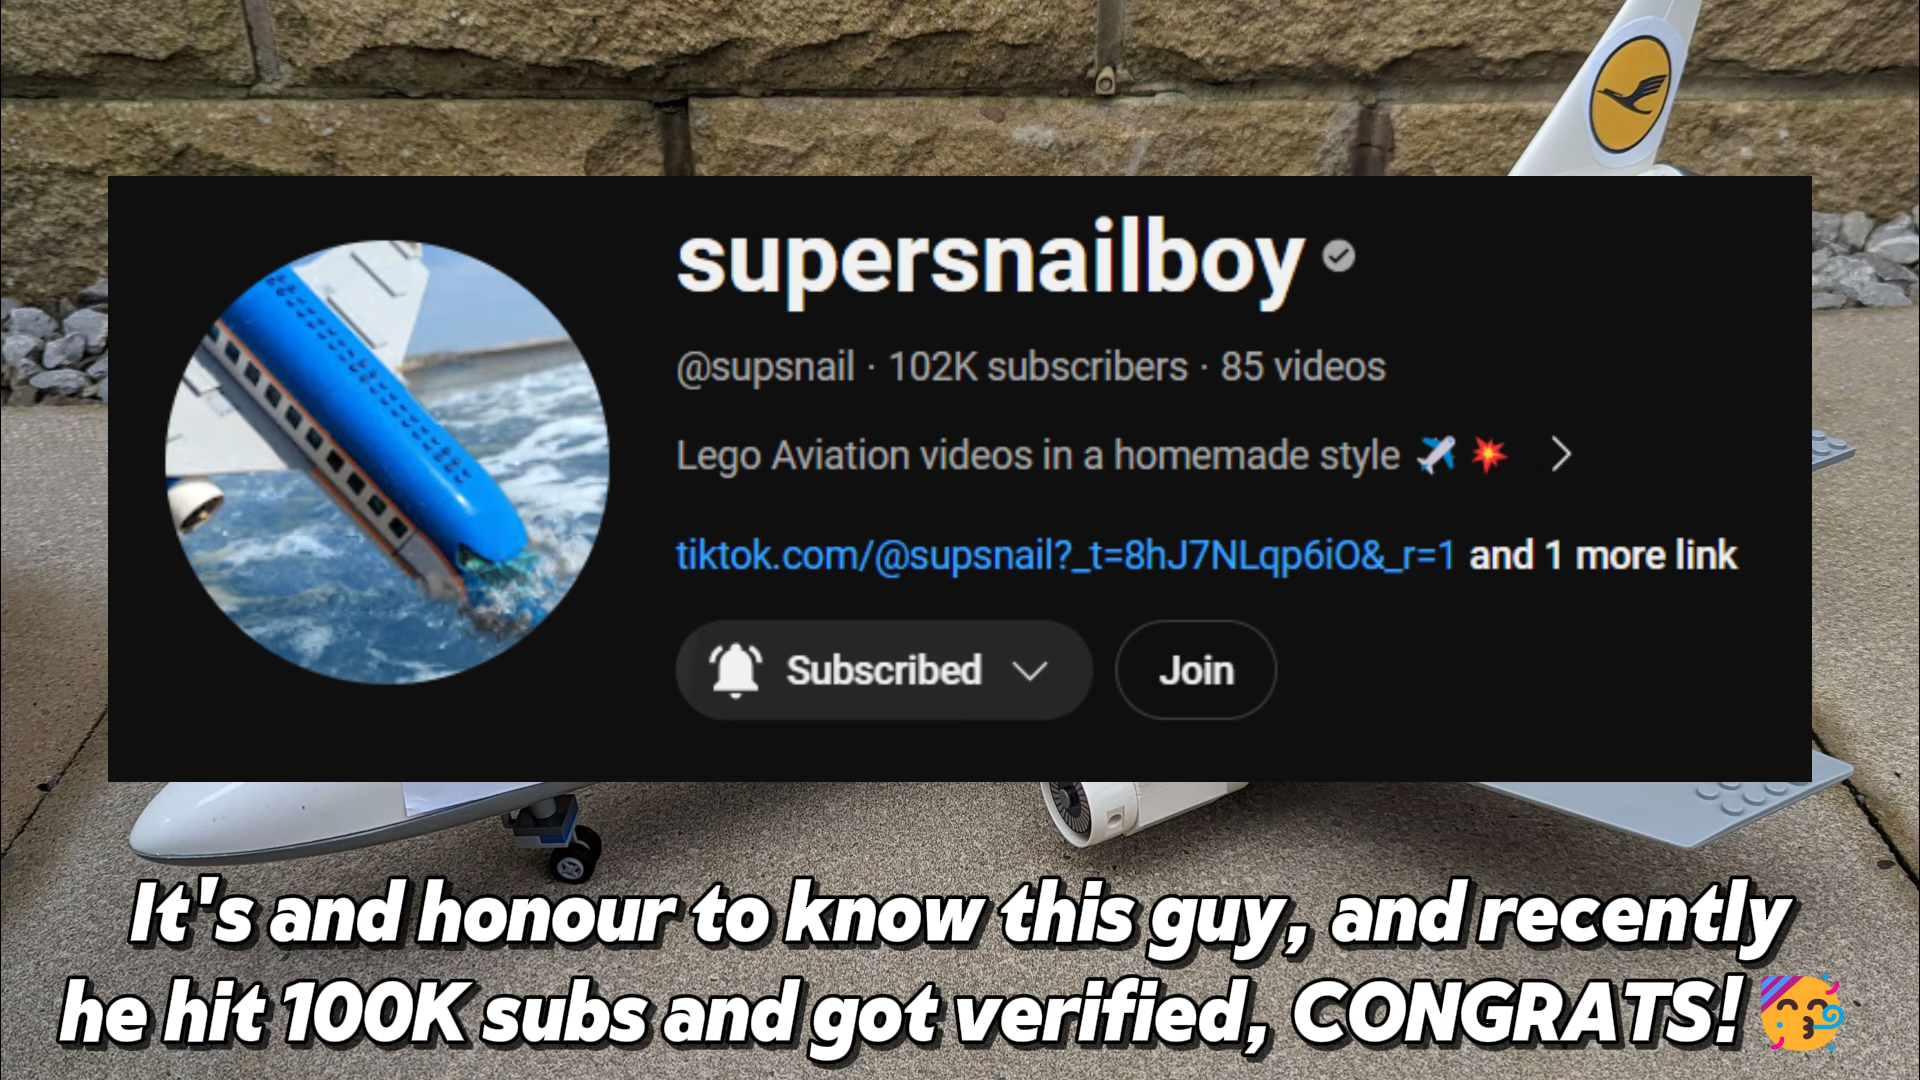 supersnailboy
@supsnail · 102K subscribers · 85 videos
Lego Aviation videos in a homemade style ✈️ 💥
tiktok.com/@supsnail?_t=8hJ7NLqp6iO&_r=1 and 1 more link
Subscribed
Join
It's and honour to know this guy, and recently
he hit 100K subs and got verified, CONGRATS! 🥳